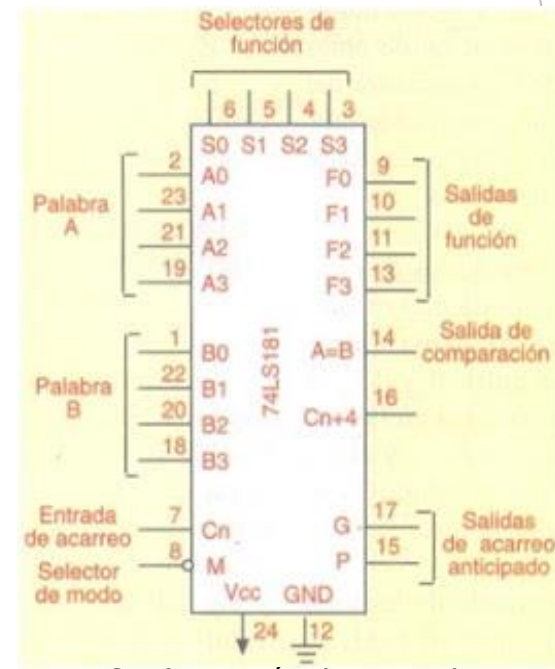 Selectores de
función
6 5 4 3
S0 S1 S2 S3
Palabra
A
2 A0
23 A1
21 A2
19 A3
F0 9
F1 10
F2 11
F3 13
Salidas
de
función
74LS181
Palabra
B
1 B0
22 B1
20 B2
18 B3
A=B 14
Salida de
comparación
Cn+4 16
Entrada
de acarreo
7 Cn
Selector
de modo
8 M
G 17
P 15
Salidas
de acarreo
anticipado
Vcc GND
24 12